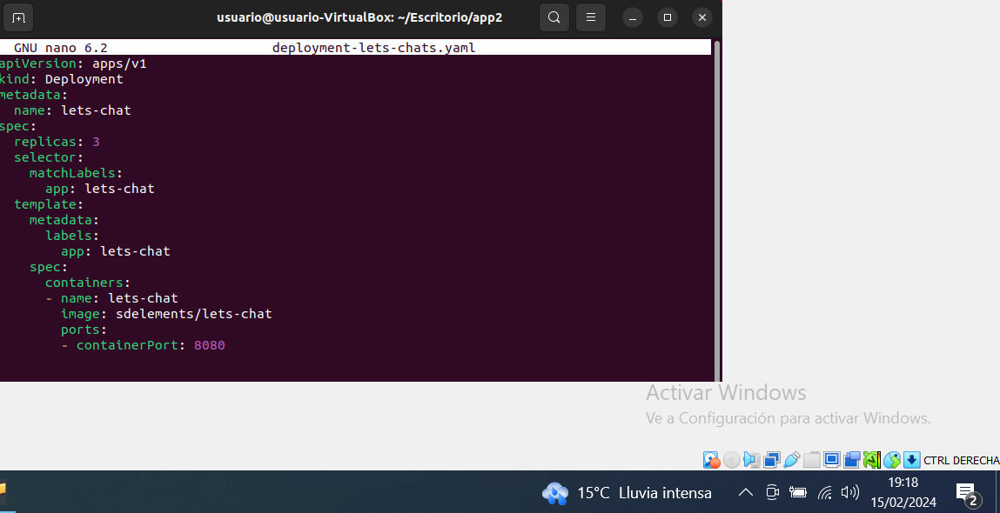 usuario@usuario-VirtualBox: ~/Escritorio/app2
GNU nano 6.2 deployment-lets-chats.yaml
apiVersion: apps/v1
kind: Deployment
metadata:
  name: lets-chat
spec:
  replicas: 3
  selector:
    matchLabels:
      app: lets-chat
  template:
    metadata:
      labels:
        app: lets-chat
    spec:
      containers:
      - name: lets-chat
        image: sdelements/lets-chat
        ports:
        - containerPort: 8080
Activar Windows
Ve a Configuración para activar Windows.
CTRL DERECHA
15°C Lluvia intensa
19:18
15/02/2024
2